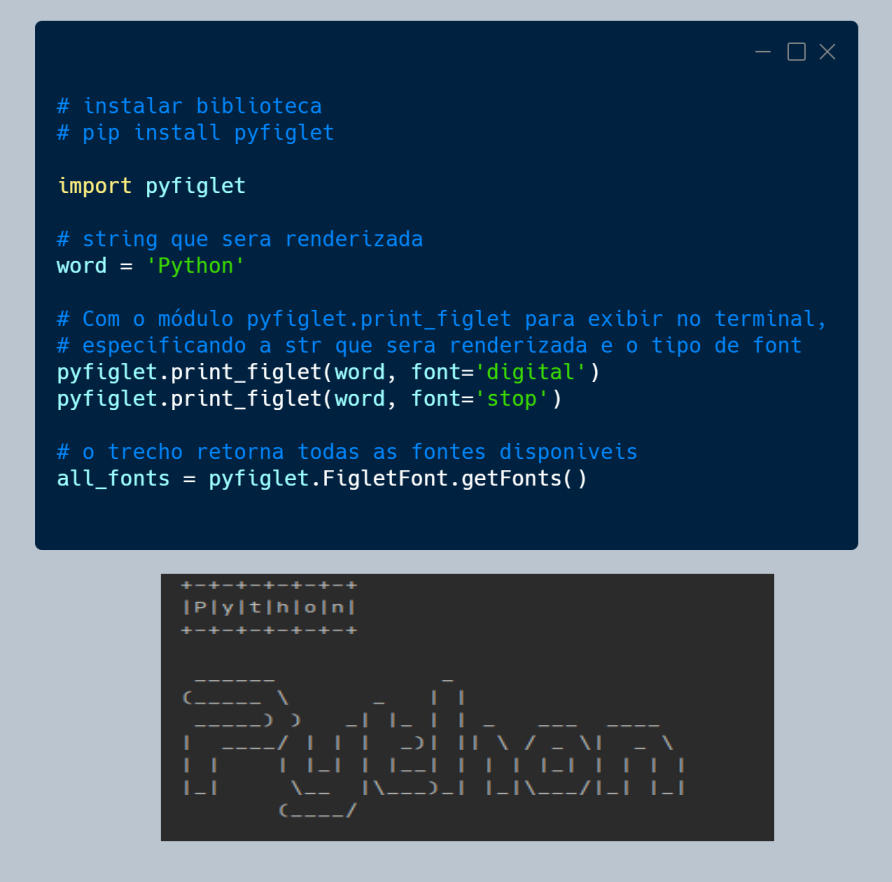 # instalar biblioteca
# pip install pyfiglet
import pyfiglet
# string que sera renderizada
word = 'Python'
# Com o módulo pyfiglet.print_figlet para exibir no terminal,
# especificando a str que sera renderizada e o tipo de font
pyfiglet.print_figlet(word, font='digital')
pyfiglet.print_figlet(word, font='stop')
# o trecho retorna todas as fontes disponiveis
all_fonts = pyfiglet.FigletFont.getFonts()
+-+-+-+-+-+-+
|P|y|t|h|o|n|
+-+-+-+-+-+-+
Python